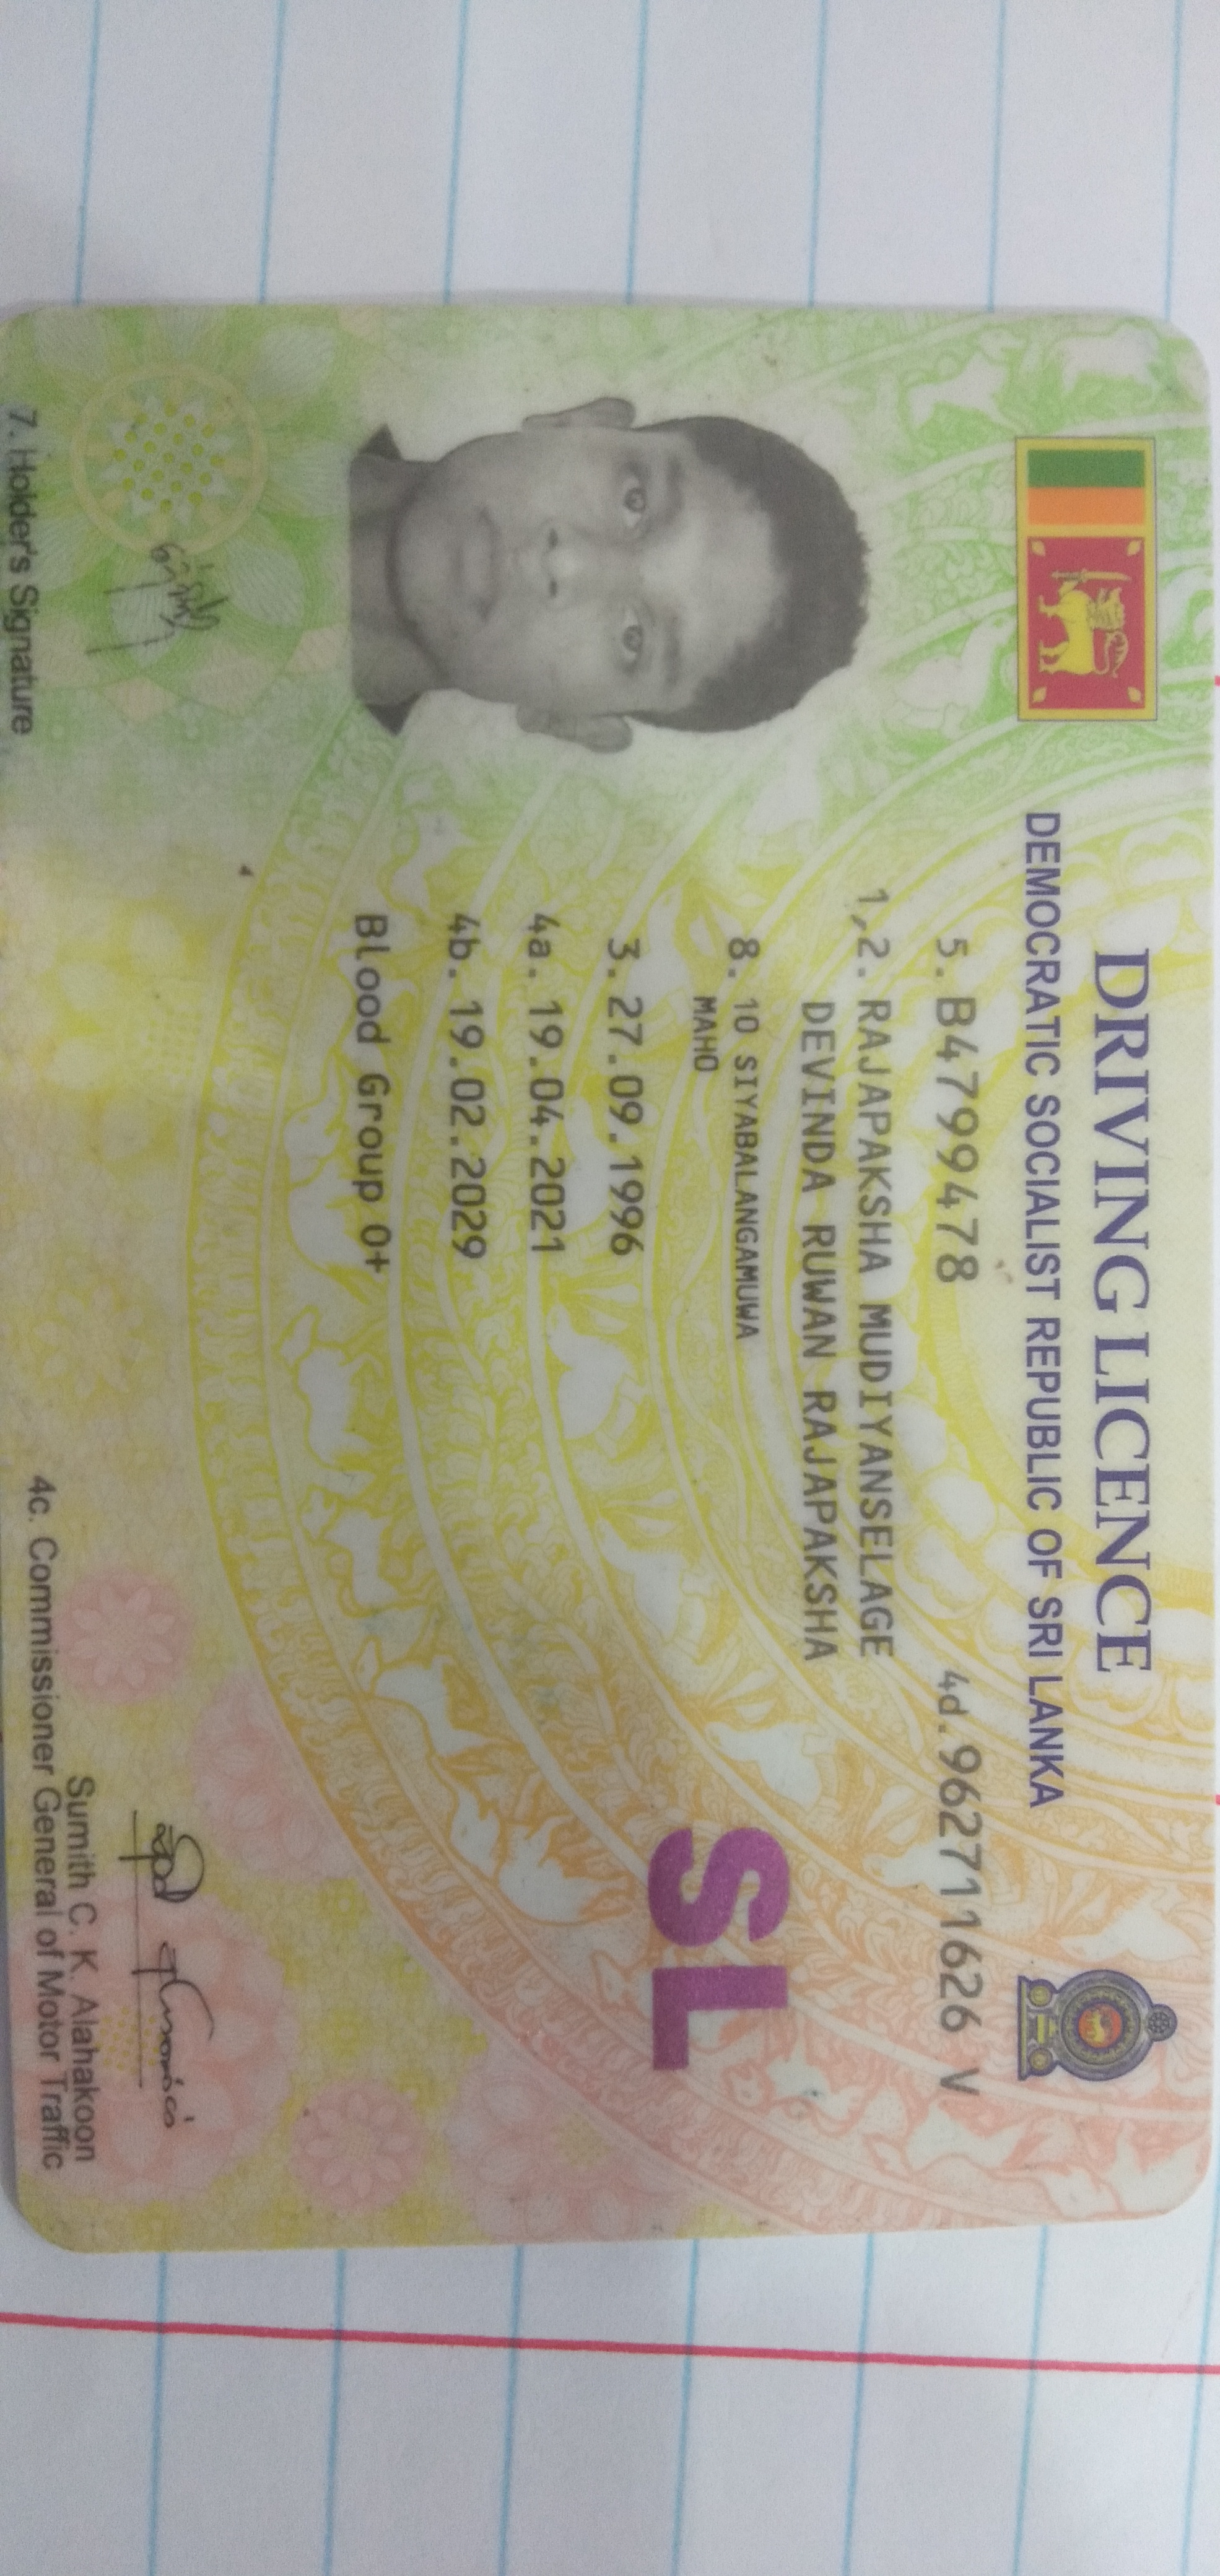 DRIVING LICENCE
DEMOCRATIC SOCIALIST REPUBLIC OF SRI LANKA
5. B4799478 4d. 962711626 V
1,2. RAJAPAKSHA MUDIYANSELAGE
DEVINDA RUWAN RAJAPAKSHA
8. 10 SIYABALANGAMUWA
MAHO
SL
3. 27.09.1996
4a. 19.04.2021
4b. 19.02.2029
Blood Group O+
Sumith C. K. Alahakoon
7. Holder's Signature 4c. Commissioner General of Motor Traffic